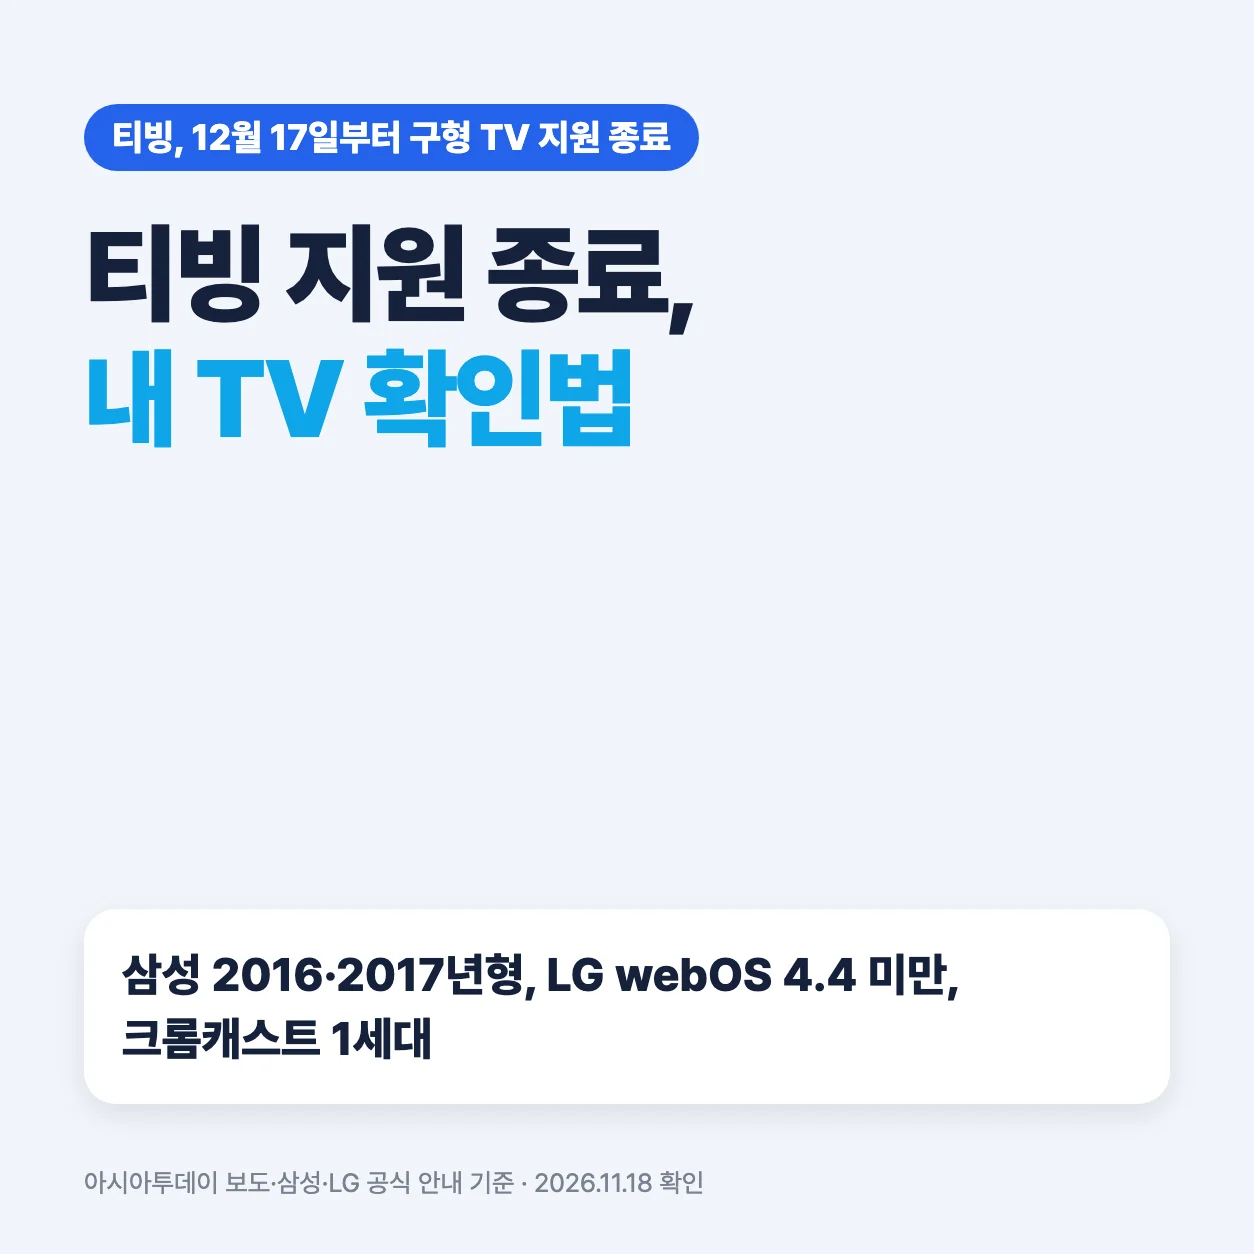 티빙, 12월 17일부터 구형 TV 지원 종료
티빙 지원 종료,
내 TV 확인법
삼성 2016·2017년형, LG webOS 4.4 미만,
크롬캐스트 1세대
아시아투데이 보도·삼성·LG 공식 안내 기준 · 2026.11.18 확인